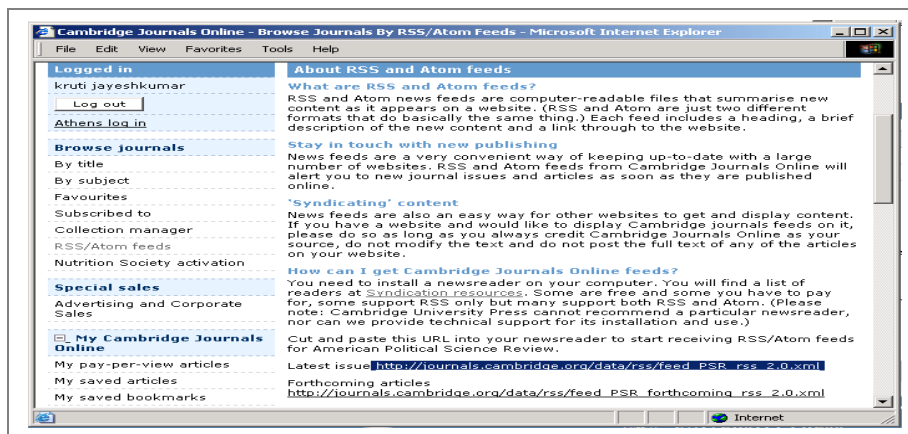 Cambridge Journals Online - Browse Journals By RSS/Atom Feeds - Microsoft Internet Explorer
File Edit View Favorites Tools Help
Logged in
kruti jayeshkumar
Log out
Athens log in
Browse journals
By title
By subject
Favourites
Subscribed to
Collection manager
RSS/Atom feeds
Nutrition Society activation
Special sales
Advertising and Corporate
Sales
My Cambridge Journals
Online
My pay-per-view articles
My saved articles
My saved bookmarks
About RSS and Atom feeds
What are RSS and Atom feeds?
RSS and Atom news feeds are computer-readable files that summarise new
content as it appears on a website. (RSS and Atom are just two different
formats that do basically the same thing.) Each feed includes a heading, a brief
description of the new content and a link through to the website.
Stay in touch with new publishing
News feeds are a very convenient way of keeping up-to-date with a large
number of websites. RSS and Atom feeds from Cambridge Journals Online will
alert you to new journal issues and articles as soon as they are published
online.
'Syndicating' content
News feeds are also an easy way for other websites to get and display content.
If you have a website and would like to display Cambridge journals feeds on it,
please do so as long as you always credit Cambridge Journals Online as your
source, do not modify the text and do not post the full text of any of the articles
on your website.
How can I get Cambridge Journals Online feeds?
You need to install a newsreader on your computer. You will find a list of
readers at Syndication resources. Some are free and some you have to pay
for, some support RSS only but many support both RSS and Atom. (Please
note: Cambridge University Press cannot recommend a particular newsreader,
nor can we provide technical support for its installation and use.)
Cut and paste this URL into your newsreader to start receiving RSS/Atom feeds
for American Political Science Review.
Latest issue http://journals.cambridge.org/data/rss/feed_PSR_rss_2.0.xml
Forthcoming articles
http://journals.cambridge.org/data/rss/feed_PSR_forthcoming_rss_2.0.xml
Internet